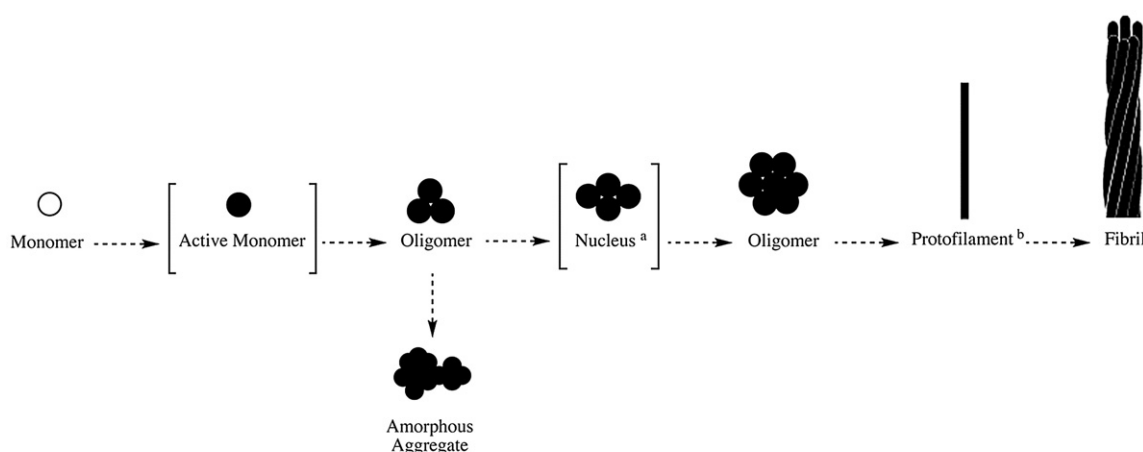 Monomer
Active Monomer
Oligomer
Nucleus a
Oligomer
Protofilament b
Fibril
Amorphous
Aggregate